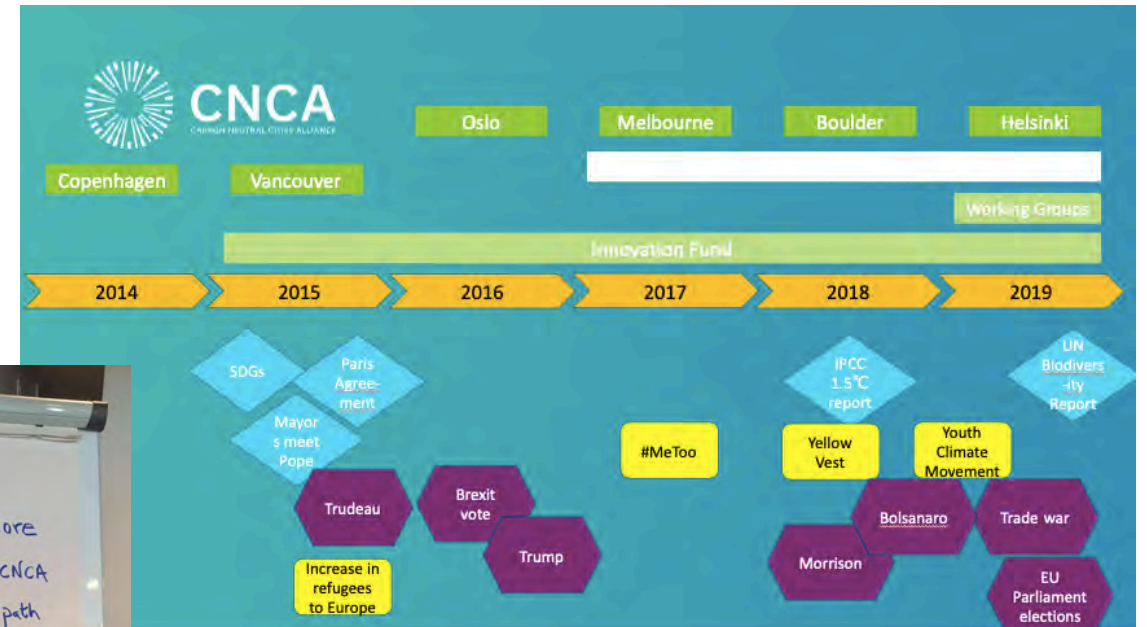 CNCA
CARBON NEUTRAL CITIES ALLIANCE
Oslo
Melbourne
Boulder
Helsinki
Copenhagen
Vancouver
Working Groups
Innovation Fund
2014
2015
2016
2017
2018
2019
SDGs
Paris
Agree-
ment
Mayor
s meet
Pope
IPCC
1.5°C
report
UN
Biodivers
-ity
Report
#MeToo
Yellow
Vest
Youth
Climate
Movement
Trudeau
Brexit
vote
Trump
Morrison
Bolsanaro
Trade war
Increase in
refugees
to Europe
EU
Parliament
elections
ore
CNCA
path